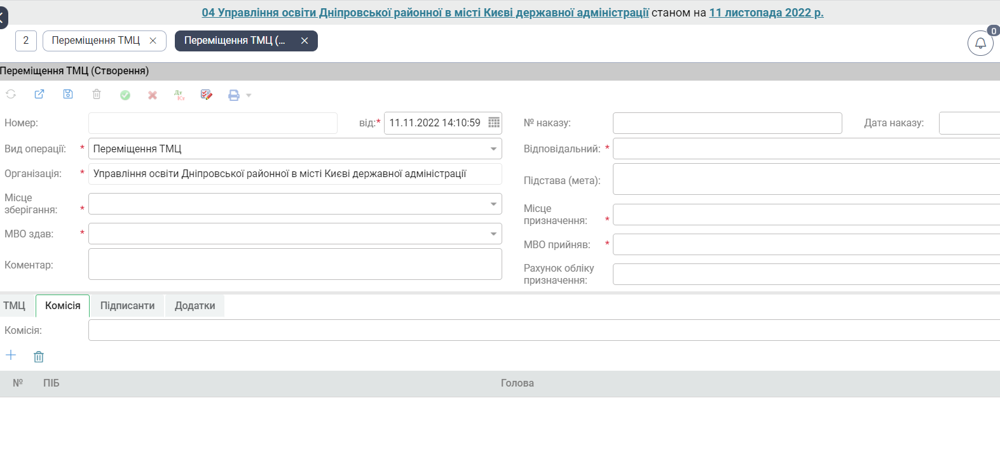 04 Управління освіти Дніпровської районної в місті Києві державної адміністрації станом на 11 листопада 2022 р.
2
Переміщення ТМЦ
Переміщення ТМЦ (...
0
Переміщення ТМЦ (Створення)
Дт
Кт
Номер:
від:*
11.11.2022 14:10:59
№ наказу:
Дата наказу:
Вид операції: *
Переміщення ТМЦ
Відповідальний: *
Організація: *
Управління освіти Дніпровської районної в місті Києві державної адміністрації
Підстава (мета):
Місце
зберігання: *
Місце
призначення: *
МВО здав: *
МВО прийняв: *
Коментар:
Рахунок обліку
призначення:
ТМЦ
Комісія
Підписанти
Додатки
Комісія:
№
ПІБ
Голова